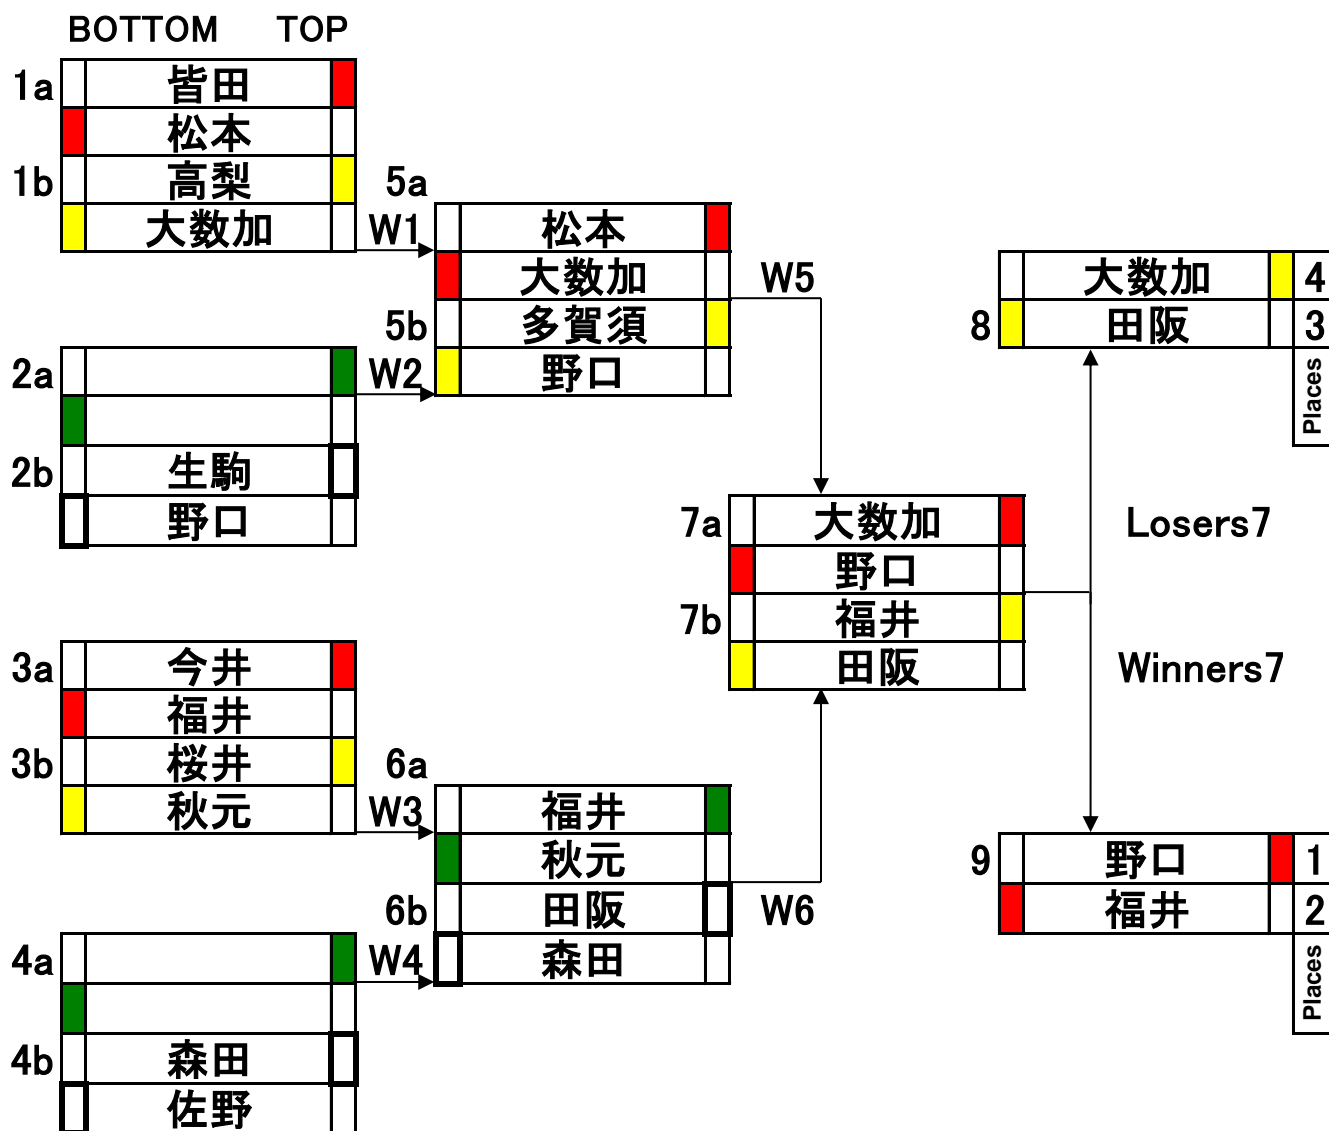 BOTTOM TOP
1a 皆田
松本
1b 高梨
大数加
W1
2a
W2
2b 生駒
野口
3a 今井
福井
3b 桜井
秋元
W3
4a
W4
4b 森田
佐野
5a
松本
大数加
5b 多賀須
野口
W5
6a
福井
秋元
6b 田阪
森田
W6
7a 大数加
野口
7b 福井
田阪
Losers7
Winners7
大数加 4
8 田阪 3
Places
9 野口 1
福井 2
Places